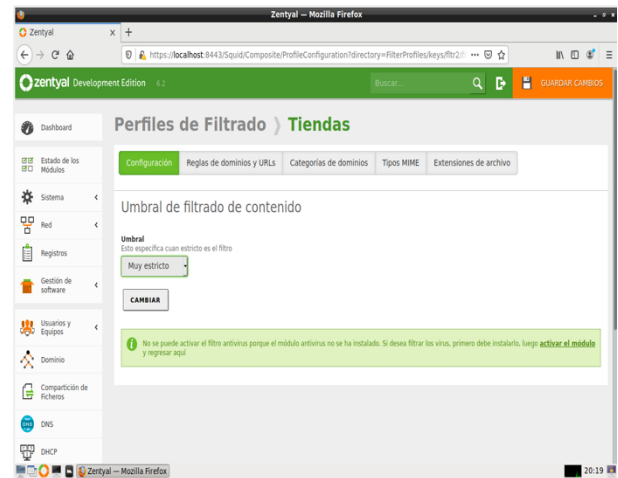 Zentyal — Mozilla Firefox
Zentyal x +
https://localhost:8443/Squid/Composite/ProfileConfiguration?directory=FilterProfiles/keys/fltr2/
zentyal Development Edition 6.2
Buscar...
GUARDAR CAMBIOS
Dashboard
Estado de los
Módulos
Sistema
Red
Registros
Gestión de
software
Usuarios y
Equipos
Dominio
Compartición de
Ficheros
DNS
DNS
DHCP
Perfiles de Filtrado ⟩ Tiendas
Configuración Reglas de dominios y URLs Categorías de dominios Tipos MIME Extensiones de archivo
Umbral de filtrado de contenido
Umbral
Esto especifica cuan estricto es el filtro
Muy estricto
CAMBIAR
No se puede activar el filtro antivirus porque el módulo antivirus no se ha instalado. Si desea filtrar los virus, primero debe instalarlo, luego activar el módulo
y regresar aquí
Zentyal — Mozilla Firefox
20:19